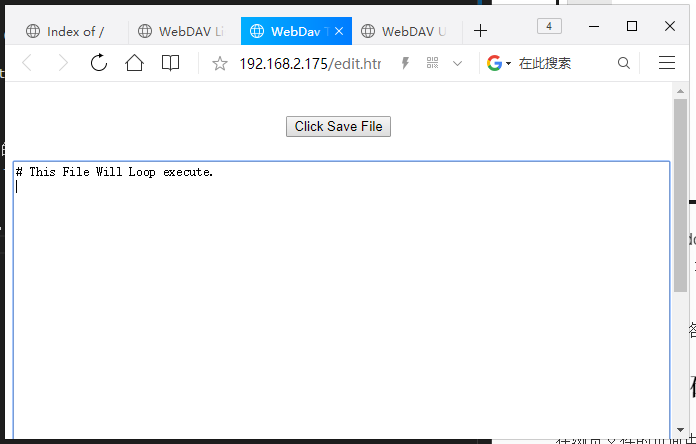 Index of /
WebDAV Li
WebDav T
WebDAV U
4
192.168.2.175/edit.htm
在此搜索
Click Save File
# This File Will Loop execute.